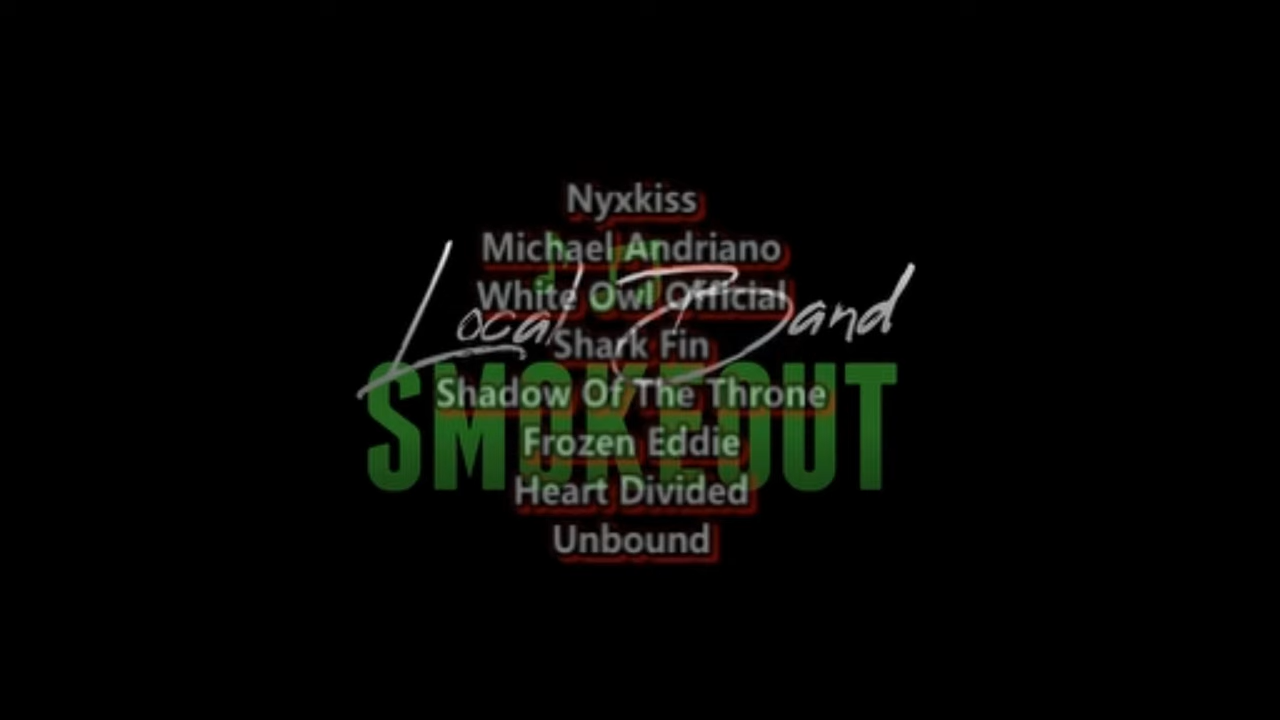 Nyxkiss
Michael Andriano
White Owl Official
Local Band
Shark Fin
SMOKEOUT
Shadow Of The Throne
Frozen Eddie
Heart Divided
Unbound